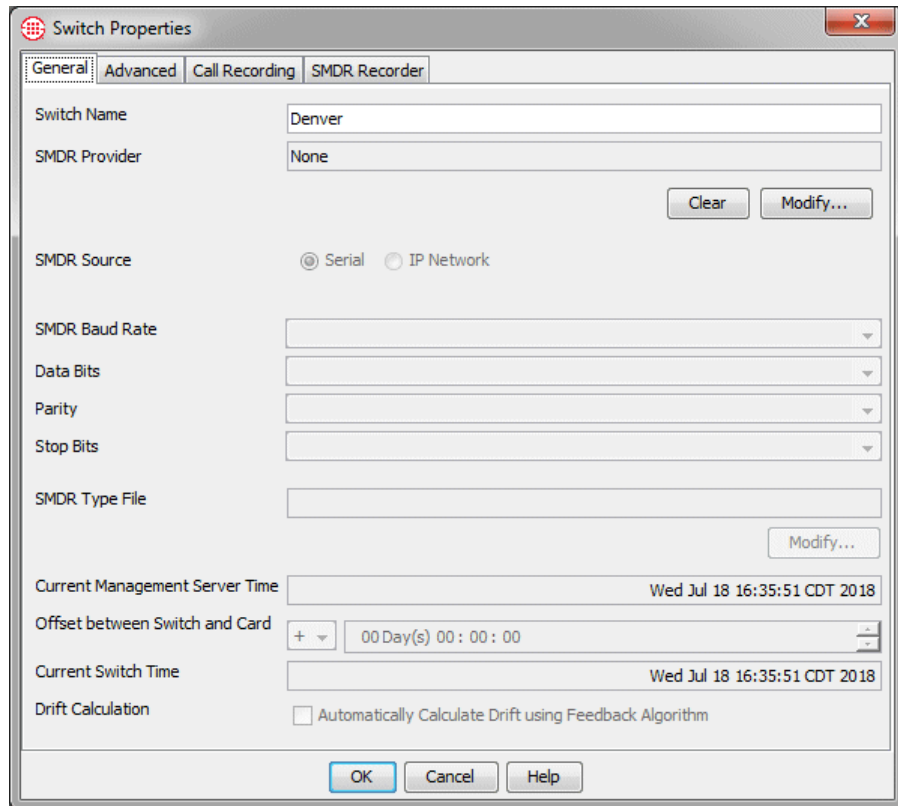 Switch Properties
General Advanced Call Recording SMDR Recorder
Switch Name Denver
SMDR Provider None
Clear Modify...
SMDR Source Serial IP Network
SMDR Baud Rate
Data Bits
Parity
Stop Bits
SMDR Type File
Modify...
Current Management Server Time Wed Jul 18 16:35:51 CDT 2018
Offset between Switch and Card + 00 Day(s) 00 : 00 : 00
Current Switch Time Wed Jul 18 16:35:51 CDT 2018
Drift Calculation Automatically Calculate Drift using Feedback Algorithm
OK Cancel Help